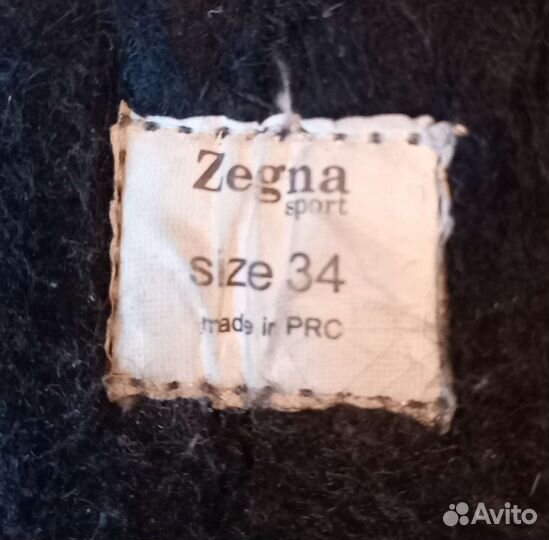 Zegna
sport
size 34
made in PRC
Avito